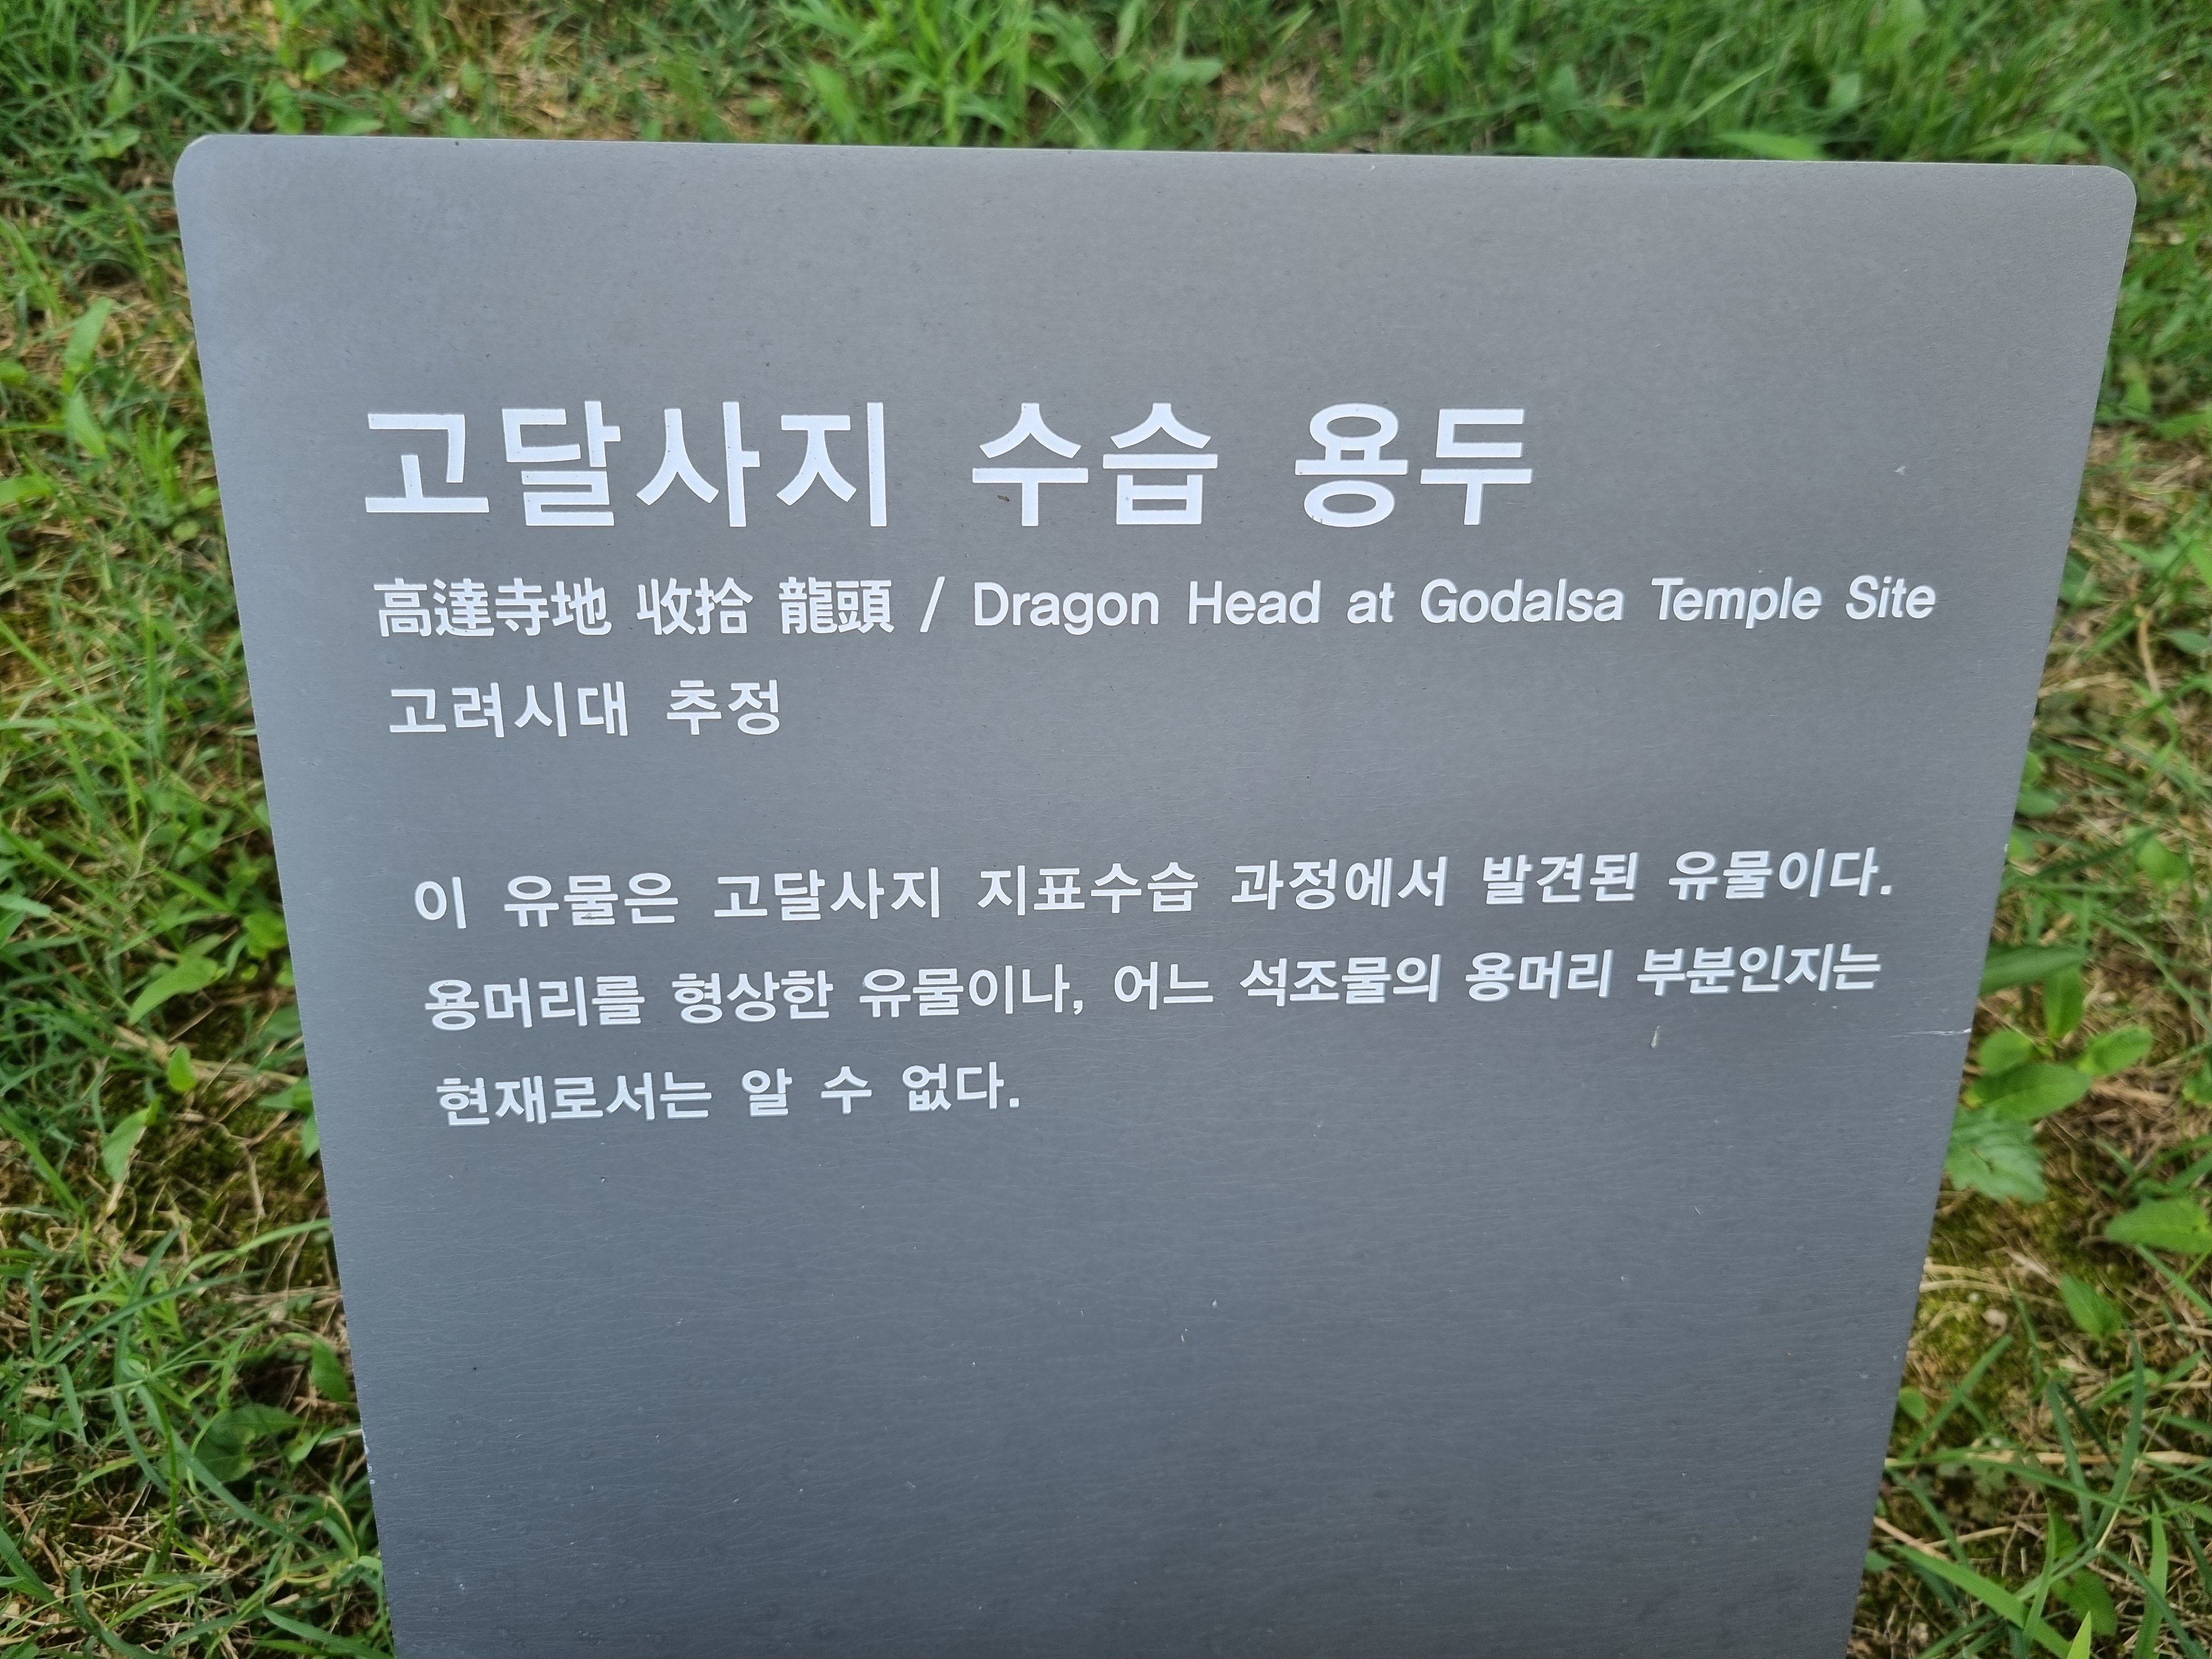 고달사지 수습 용두
高達寺地 收拾 龍頭 / Dragon Head at Godalsa Temple Site
고려시대 추정
이 유물은 고달사지 지표수습 과정에서 발견된 유물이다.
용머리를 형상한 유물이나, 어느 석조물의 용머리 부분인지는
현재로서는 알 수 없다.